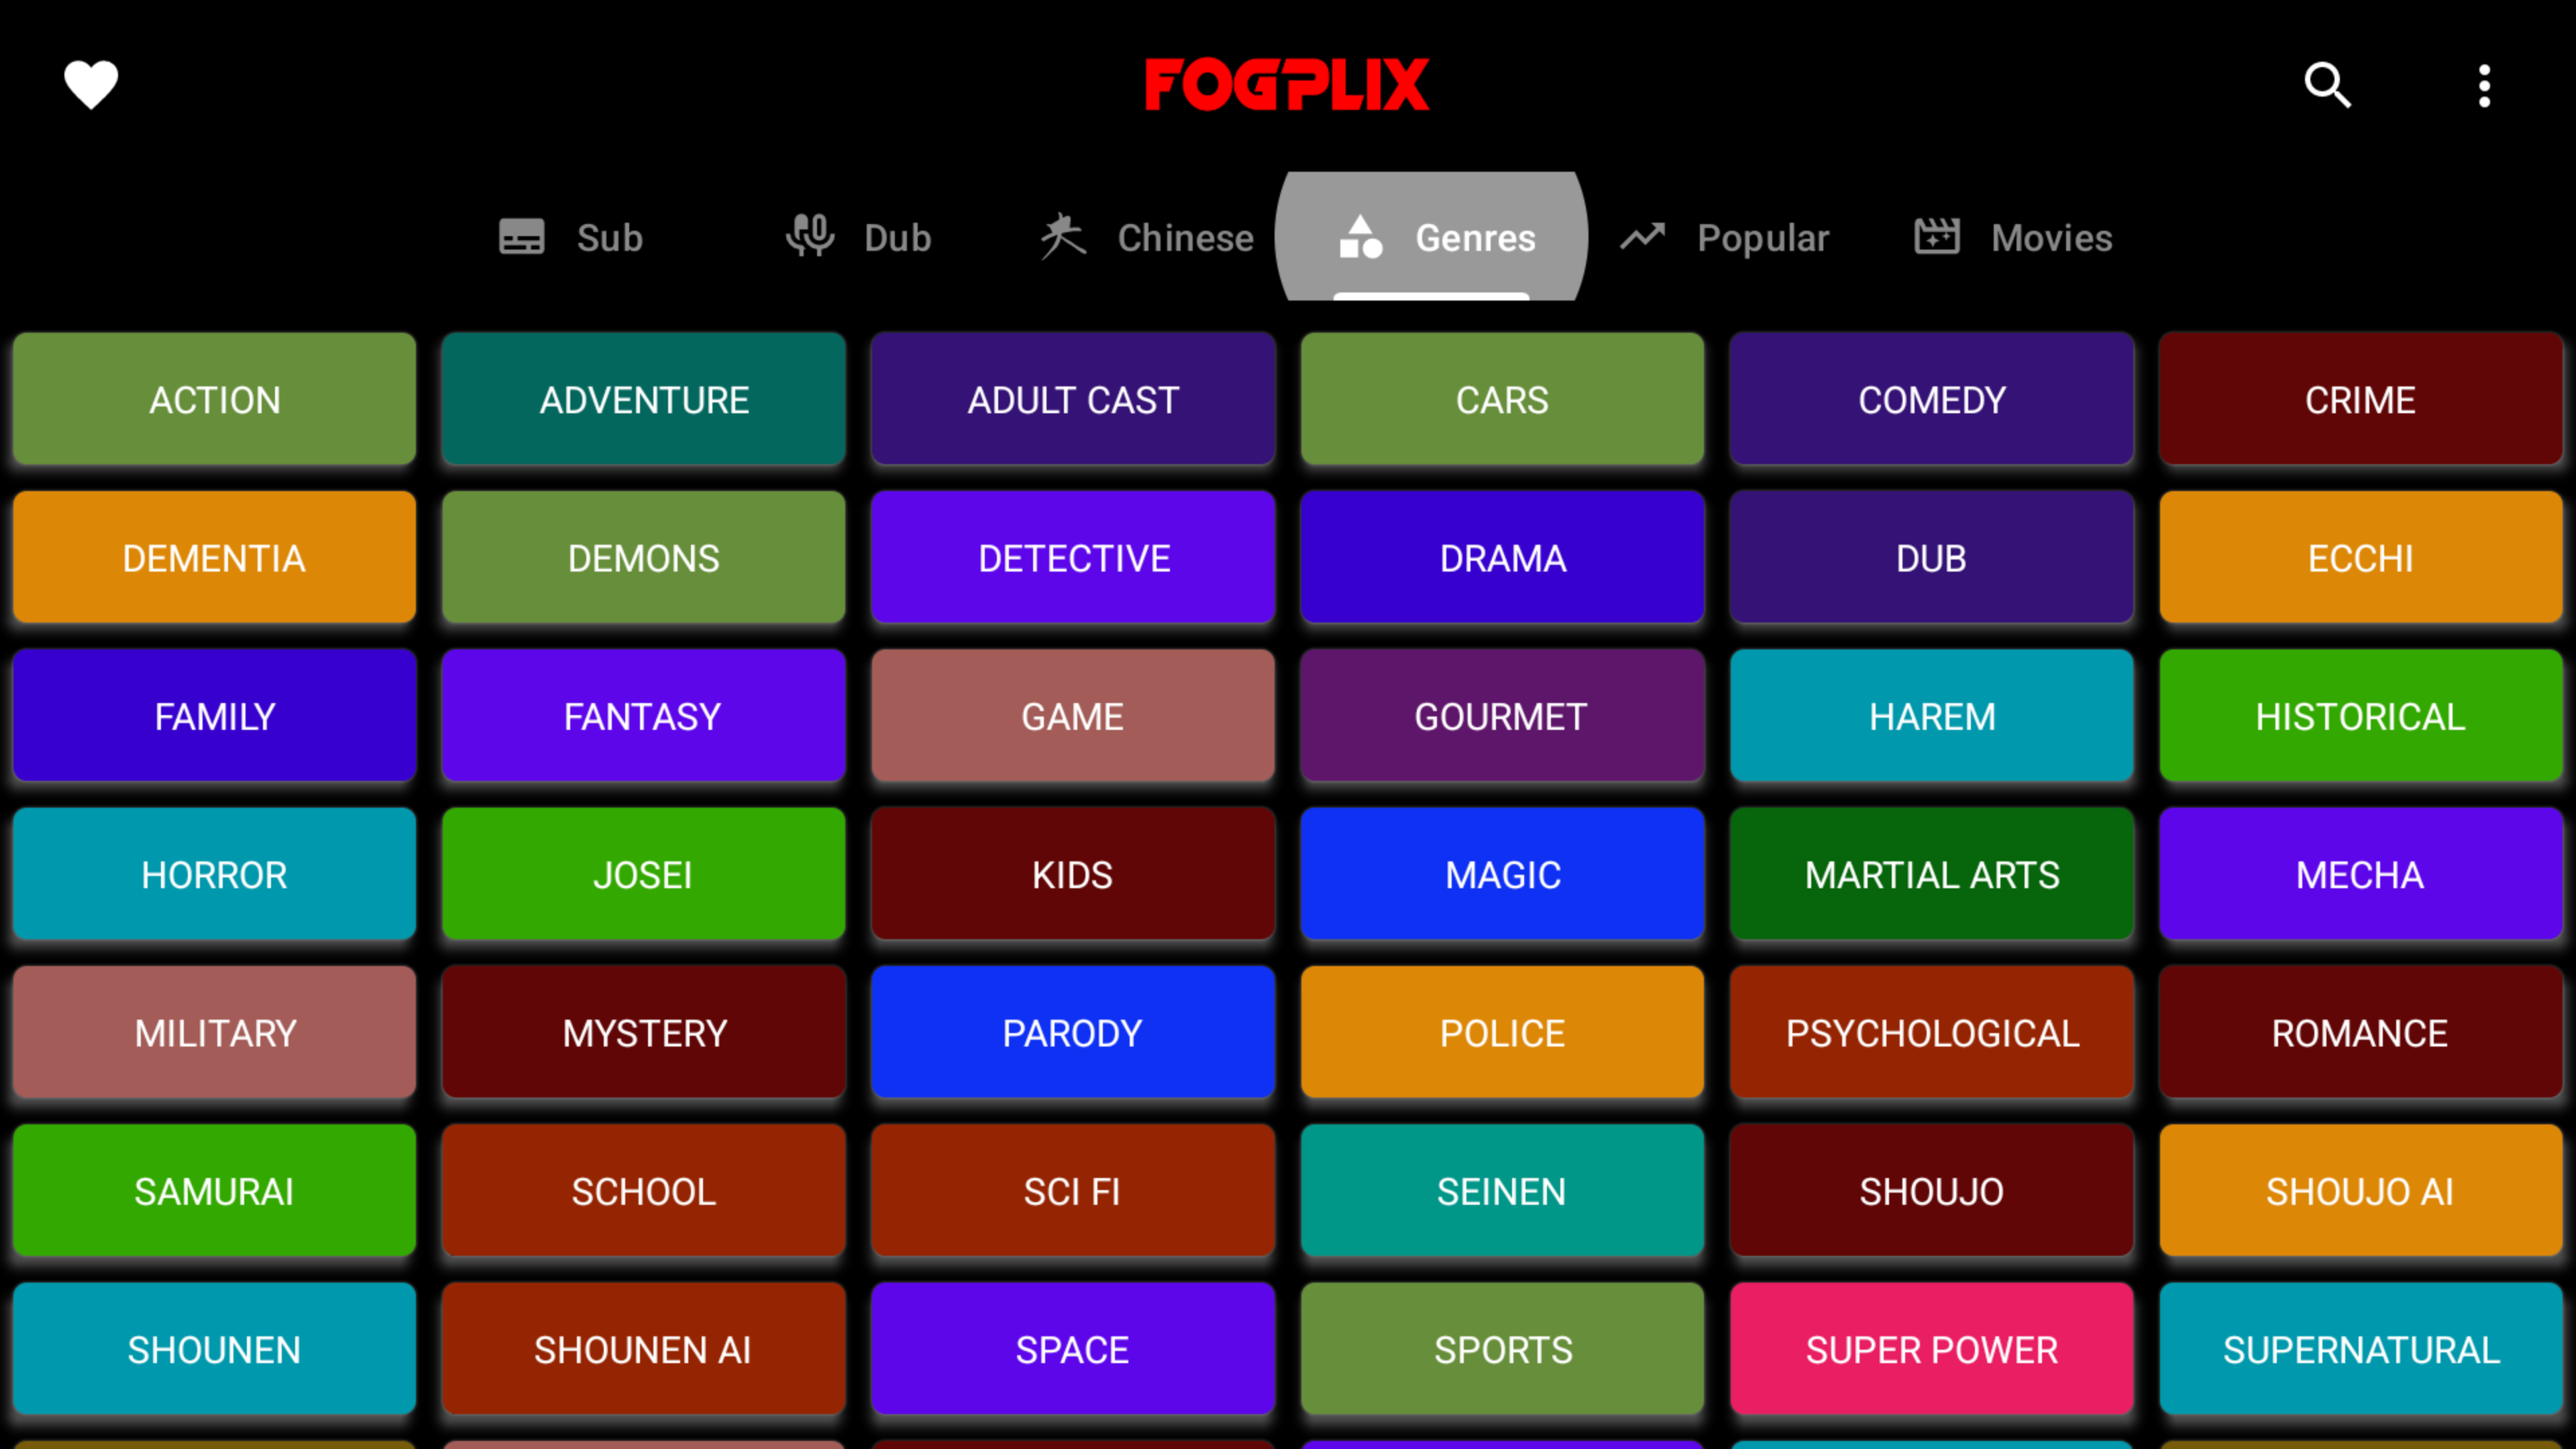 FOGPLIX
Sub Dub Chinese Genres Popular Movies
ACTION ADVENTURE ADULT CAST CARS COMEDY CRIME
DEMENTIA DEMONS DETECTIVE DRAMA DUB ECCHI
FAMILY FANTASY GAME GOURMET HAREM HISTORICAL
HORROR JOSEI KIDS MAGIC MARTIAL ARTS MECHA
MILITARY MYSTERY PARODY POLICE PSYCHOLOGICAL ROMANCE
SAMURAI SCHOOL SCI FI SEINEN SHOUJO SHOUJO AI
SHOUNEN SHOUNEN AI SPACE SPORTS SUPER POWER SUPERNATURAL